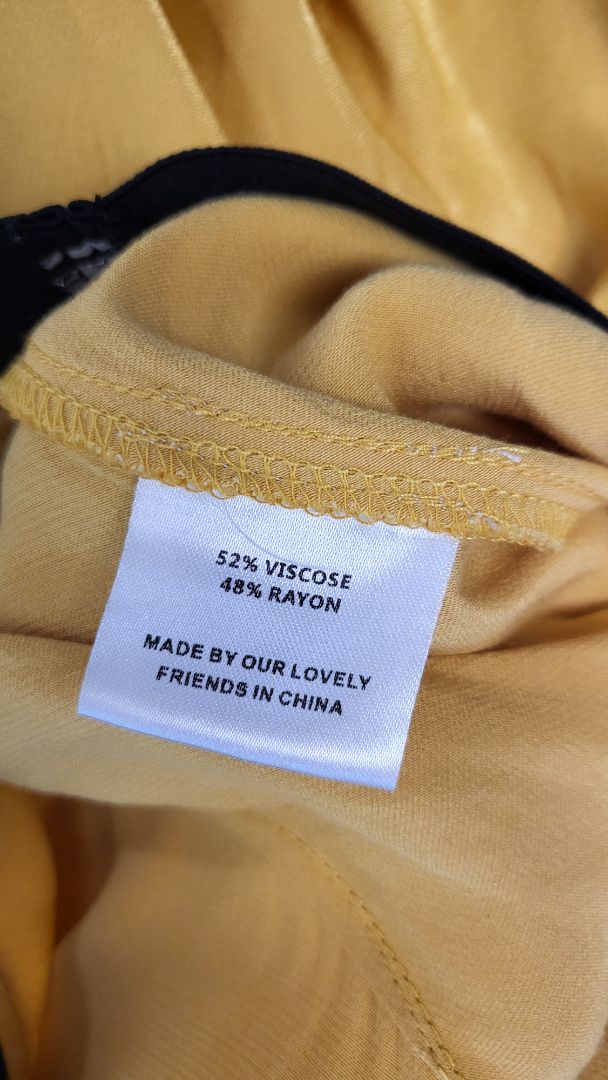 52% VISCOSE
48% RAYON
MADE BY OUR LOVELY
FRIENDS IN CHINA